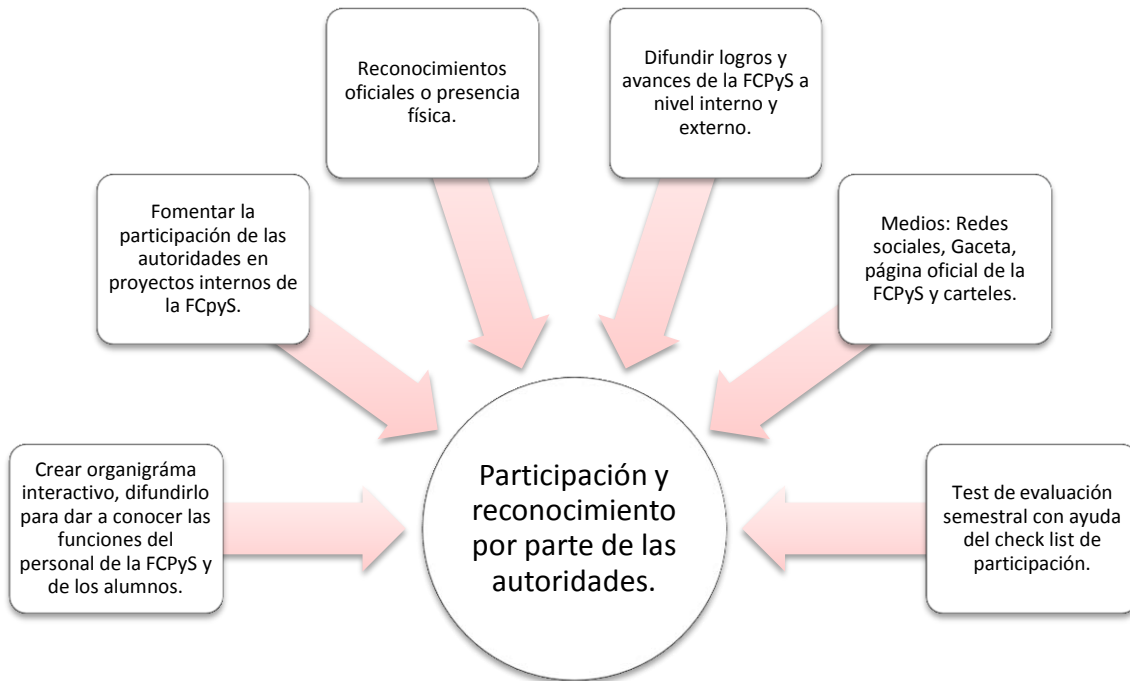 Reconocimientos
oficiales o presencia
física.
Difundir logros y
avances de la FCPyS a
nivel interno y
externo.
Fomentar la
participación de las
autoridades en
proyectos internos de
la FCpyS.
Medios: Redes
sociales, Gaceta,
página oficial de la
FCPyS y carteles.
Crear organigráma
interactivo, difundirlo
para dar a conocer las
funciones del
personal de la FCPyS y
de los alumnos.
Participación y
reconocimiento
por parte de las
autoridades.
Test de evaluación
semestral con ayuda
del check list de
participación.